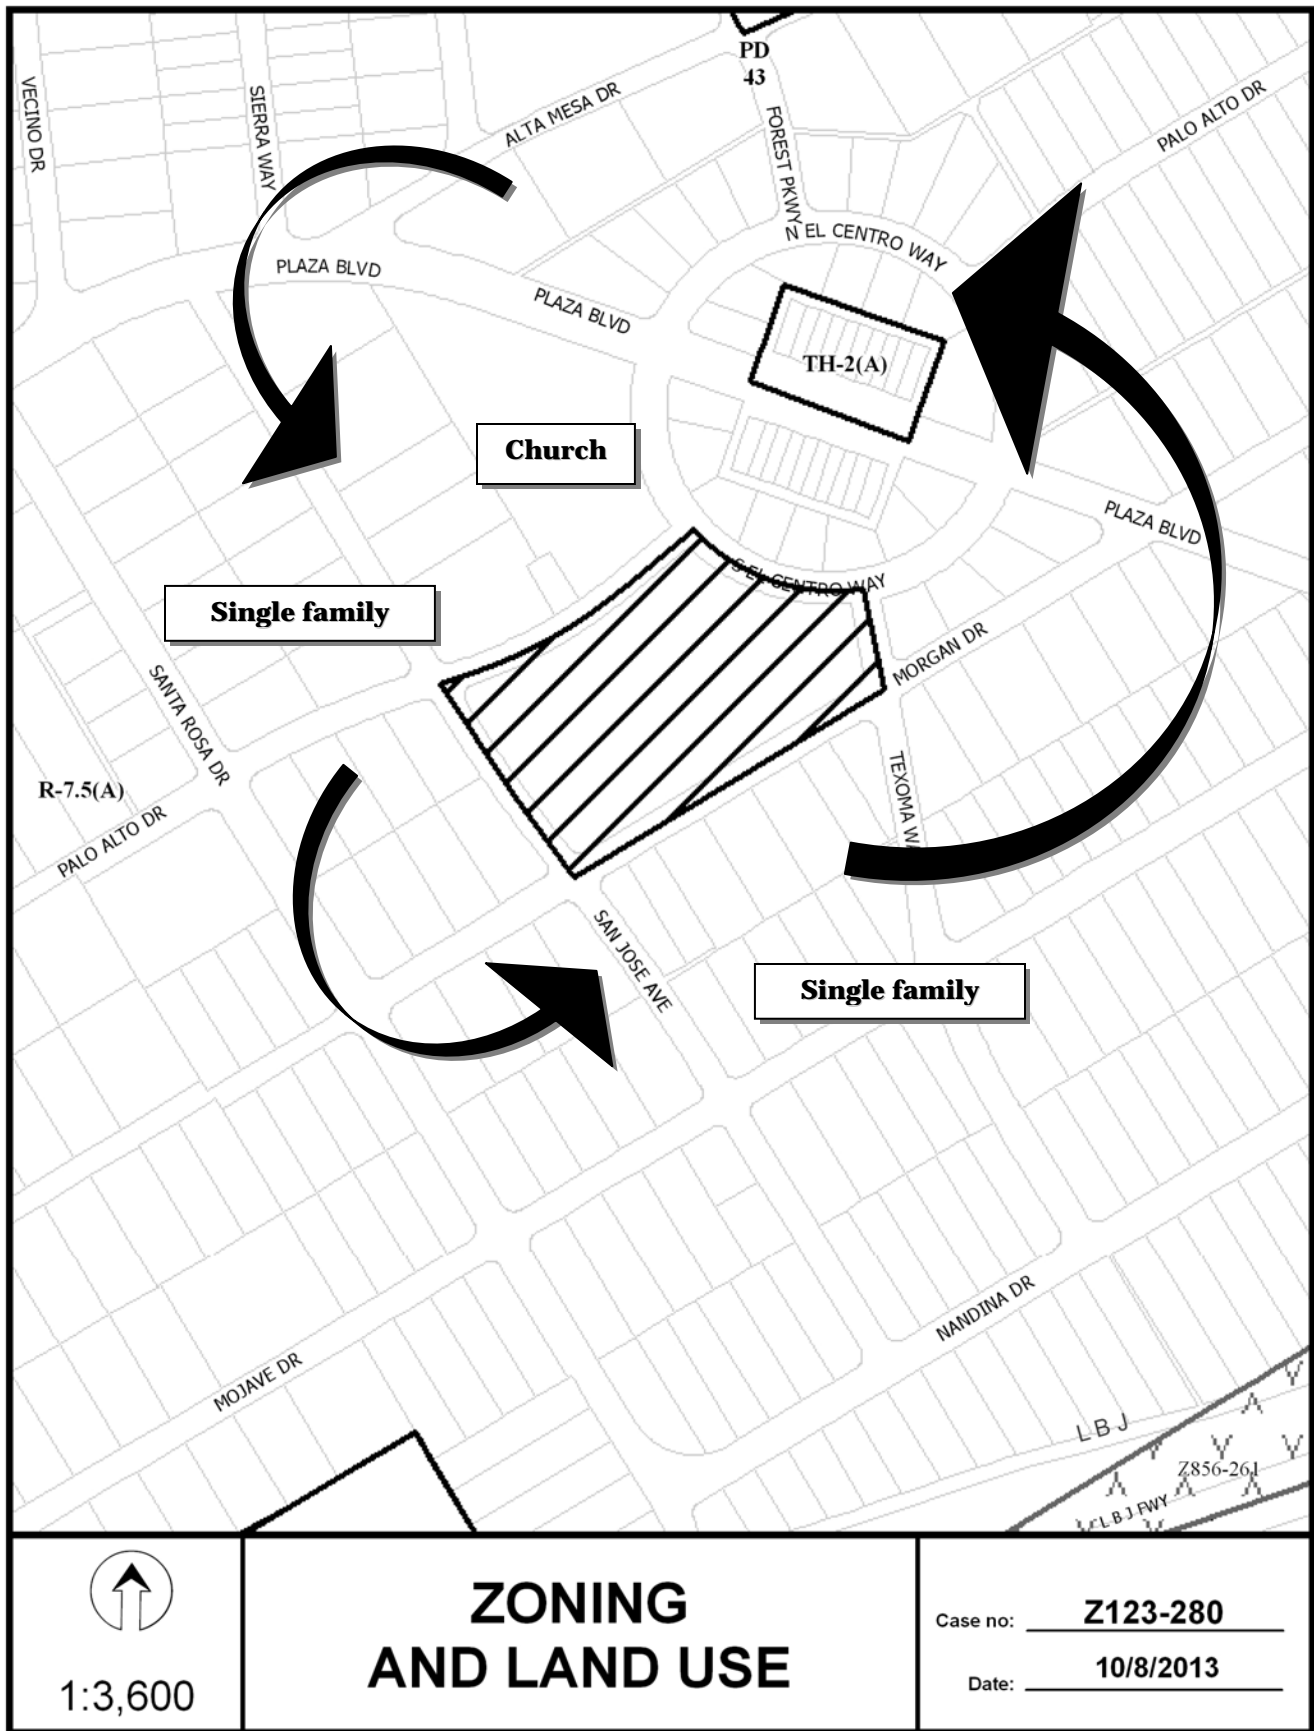 PD
43
VECINO DR
SIERRA WAY
ALTA MESA DR
FOREST PKWY
PALO ALTO DR
N EL CENTRO WAY
PLAZA BLVD
PLAZA BLVD
TH-2(A)
Church
PLAZA BLVD
S EL CENTRO WAY
Single family
MORGAN DR
SANTA ROSA DR
R-7.5(A)
PALO ALTO DR
TEXOMA WA
SAN JOSE AVE
Single family
NANDINA DR
MOJAVE DR
L B J
Z856-261
L B J FWY
1:3,600
ZONING
AND LAND USE
Case no: Z123-280
Date: 10/8/2013